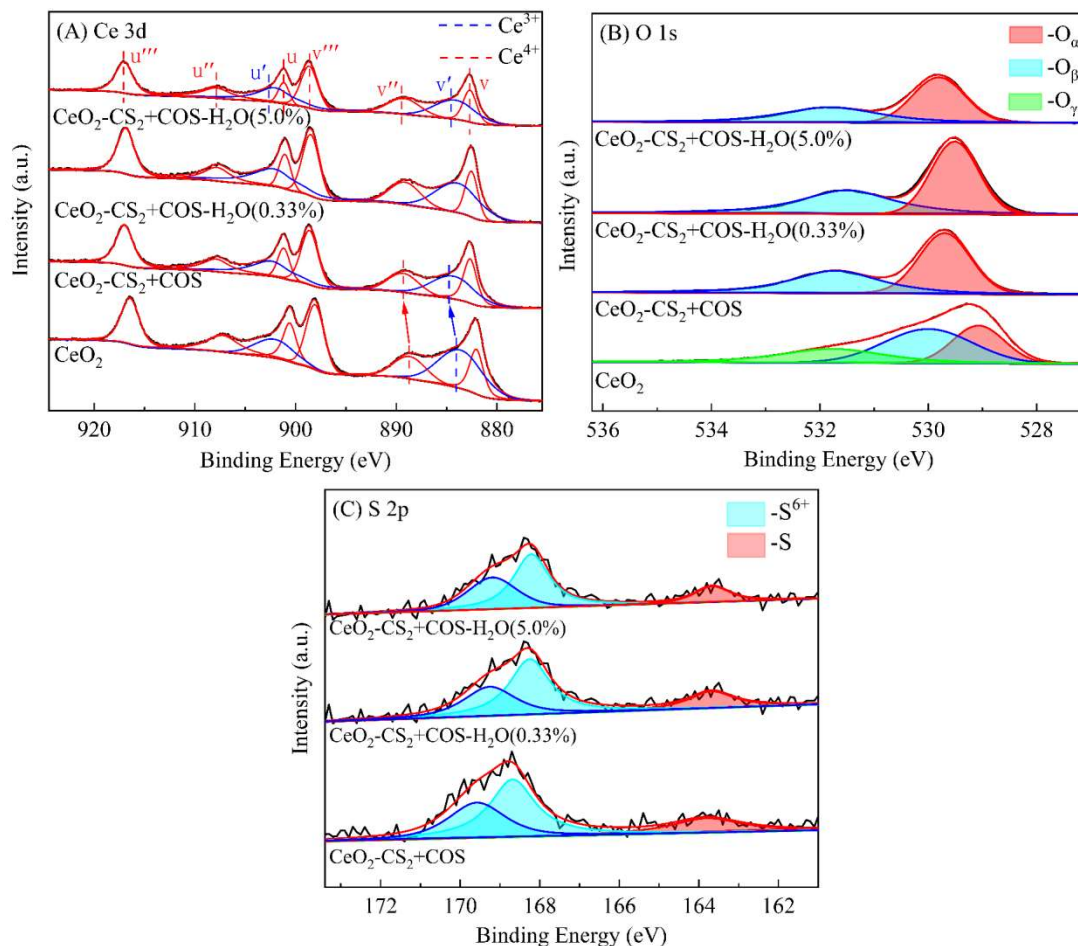 (A) Ce 3d
Ce³⁺
Ce⁴⁺
u′′′
u′′
u′
u
v′′′
v′′
v′
v
CeO₂-CS₂+COS-H₂O(5.0%)
CeO₂-CS₂+COS-H₂O(0.33%)
CeO₂-CS₂+COS
CeO₂
Intensity (a.u.)
920 910 900 890 880
Binding Energy (eV)
(B) O 1s
-Oα
-Oβ
-Oγ
CeO₂-CS₂+COS-H₂O(5.0%)
CeO₂-CS₂+COS-H₂O(0.33%)
CeO₂-CS₂+COS
CeO₂
Intensity (a.u.)
536 534 532 530 528
Binding Energy (eV)
(C) S 2p
-S⁶⁺
-S
CeO₂-CS₂+COS-H₂O(5.0%)
CeO₂-CS₂+COS-H₂O(0.33%)
CeO₂-CS₂+COS
Intensity (a.u.)
172 170 168 166 164 162
Binding Energy (eV)